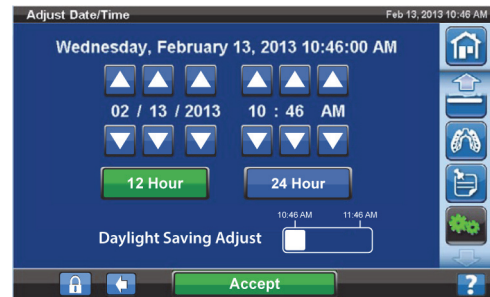 Adjust Date/Time
Feb 13, 2013 10:46 AM
Wednesday, February 13, 2013 10:46:00 AM
02 / 13 / 2013 10 : 46 AM
12 Hour 24 Hour
10:46 AM 11:46 AM
Daylight Saving Adjust
Accept
?